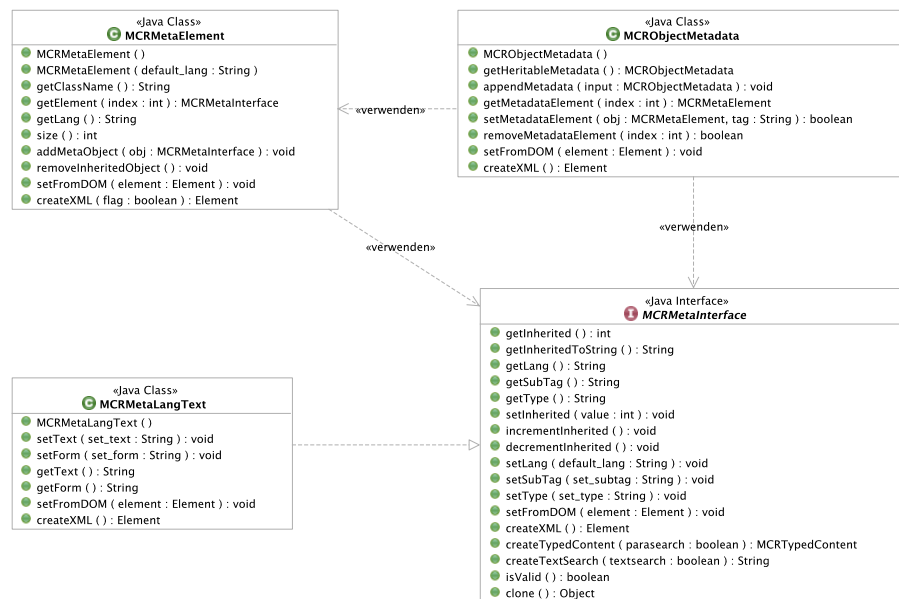 «Java Class»
C MCRMetaElement
MCRMetaElement ( )
MCRMetaElement ( default_lang : String )
getClassName ( ) : String
getElement ( index : int ) : MCRMetaInterface
getLang ( ) : String
size ( ) : int
addMetaObject ( obj : MCRMetaInterface ) : void
removeInheritedObject ( ) : void
setFromDOM ( element : Element ) : void
createXML ( flag : boolean ) : Element
«verwenden»
«Java Class»
C MCRObjectMetadata
MCRObjectMetadata ( )
getHeritableMetadata ( ) : MCRObjectMetadata
appendMetadata ( input : MCRObjectMetadata ) : void
getMetadataElement ( index : int ) : MCRMetaElement
setMetadataElement ( obj : MCRMetaElement, tag : String ) : boolean
removeMetadataElement ( index : int ) : boolean
setFromDOM ( element : Element ) : void
createXML ( ) : Element
«verwenden»
«verwenden»
«Java Interface»
I MCRMetaInterface
getInherited ( ) : int
getInheritedToString ( ) : String
getLang ( ) : String
getSubTag ( ) : String
getType ( ) : String
setInherited ( value : int ) : void
incrementInherited ( ) : void
decrementInherited ( ) : void
setLang ( default_lang : String ) : void
setSubTag ( set_subtag : String ) : void
setType ( set_type : String ) : void
setFromDOM ( element : Element ) : void
createXML ( ) : Element
createTypedContent ( parasearch : boolean ) : MCRTypedContent
createTextSearch ( textsearch : boolean ) : String
isValid ( ) : boolean
clone ( ) : Object
«Java Class»
C MCRMetaLangText
MCRMetaLangText ( )
setText ( set_text : String ) : void
setForm ( set_form : String ) : void
getText ( ) : String
getForm ( ) : String
setFromDOM ( element : Element ) : void
createXML ( ) : Element